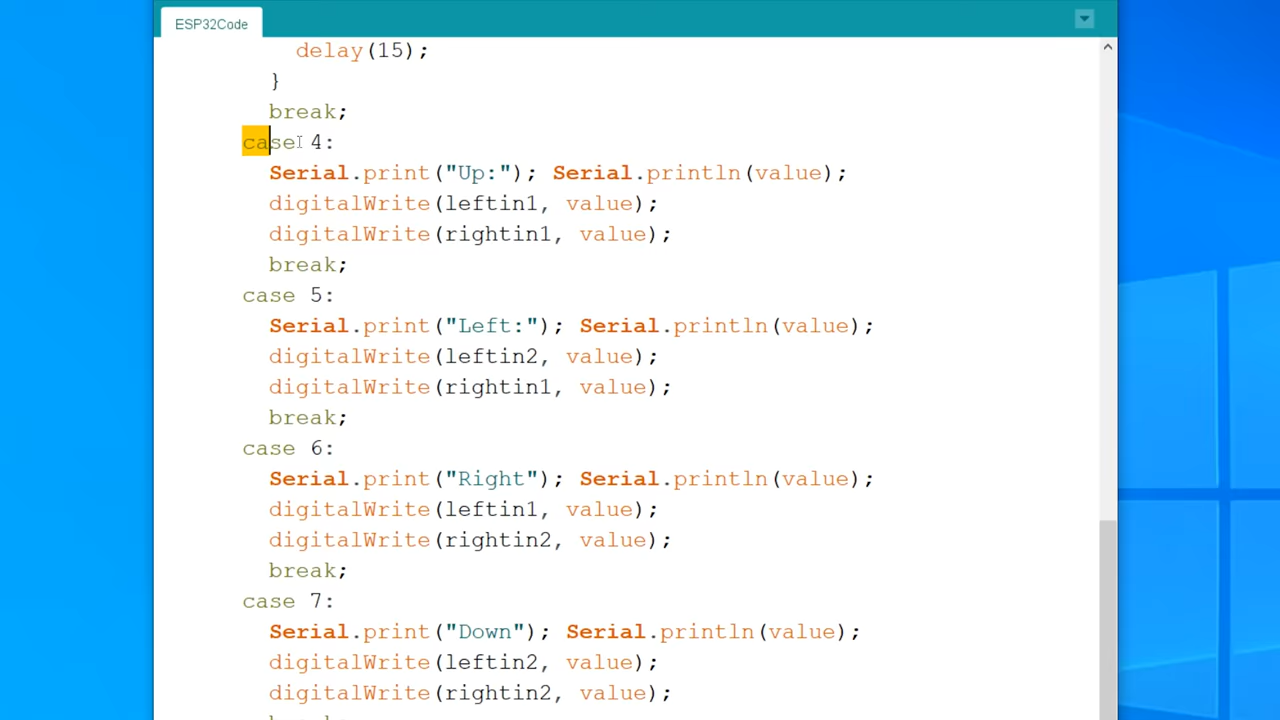 ESP32Code
delay(15);
}
break;
case 4:
Serial.print("Up:"); Serial.println(value);
digitalWrite(leftin1, value);
digitalWrite(rightin1, value);
break;
case 5:
Serial.print("Left:"); Serial.println(value);
digitalWrite(leftin2, value);
digitalWrite(rightin1, value);
break;
case 6:
Serial.print("Right"); Serial.println(value);
digitalWrite(leftin1, value);
digitalWrite(rightin2, value);
break;
case 7:
Serial.print("Down"); Serial.println(value);
digitalWrite(leftin2, value);
digitalWrite(rightin2, value);